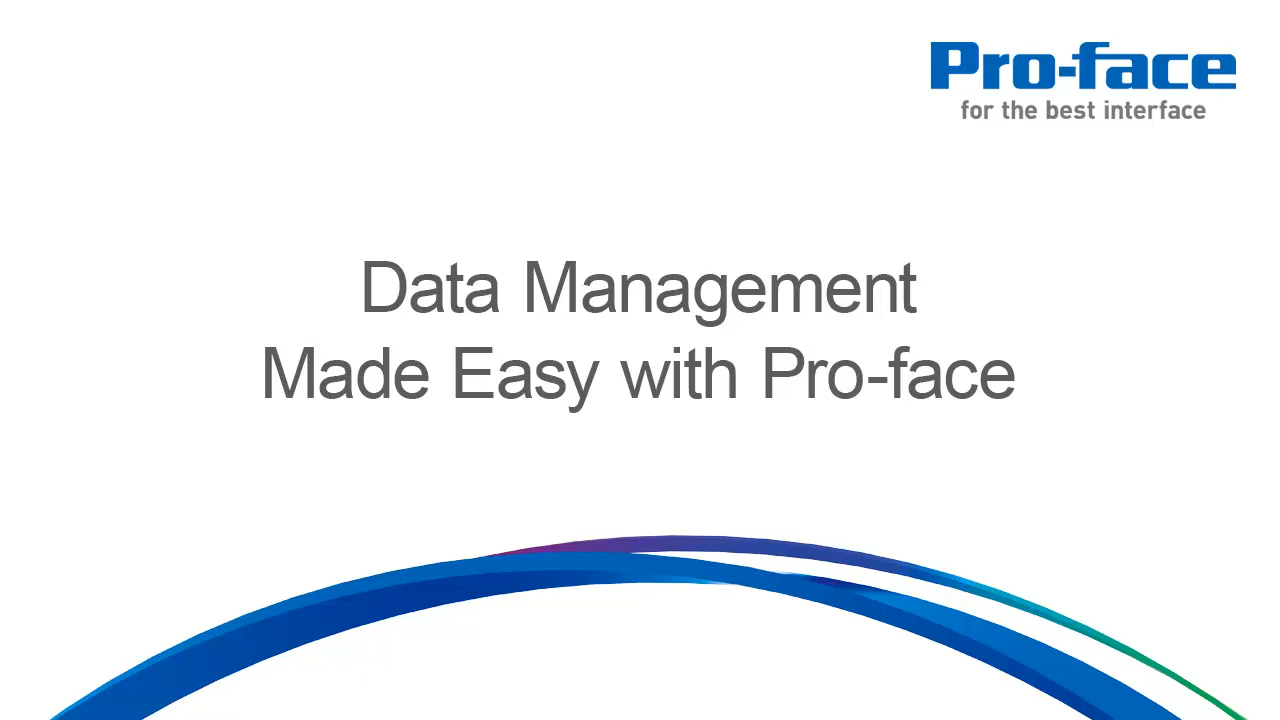 Pro-face
for the best interface
Data Management
Made Easy with Pro-face